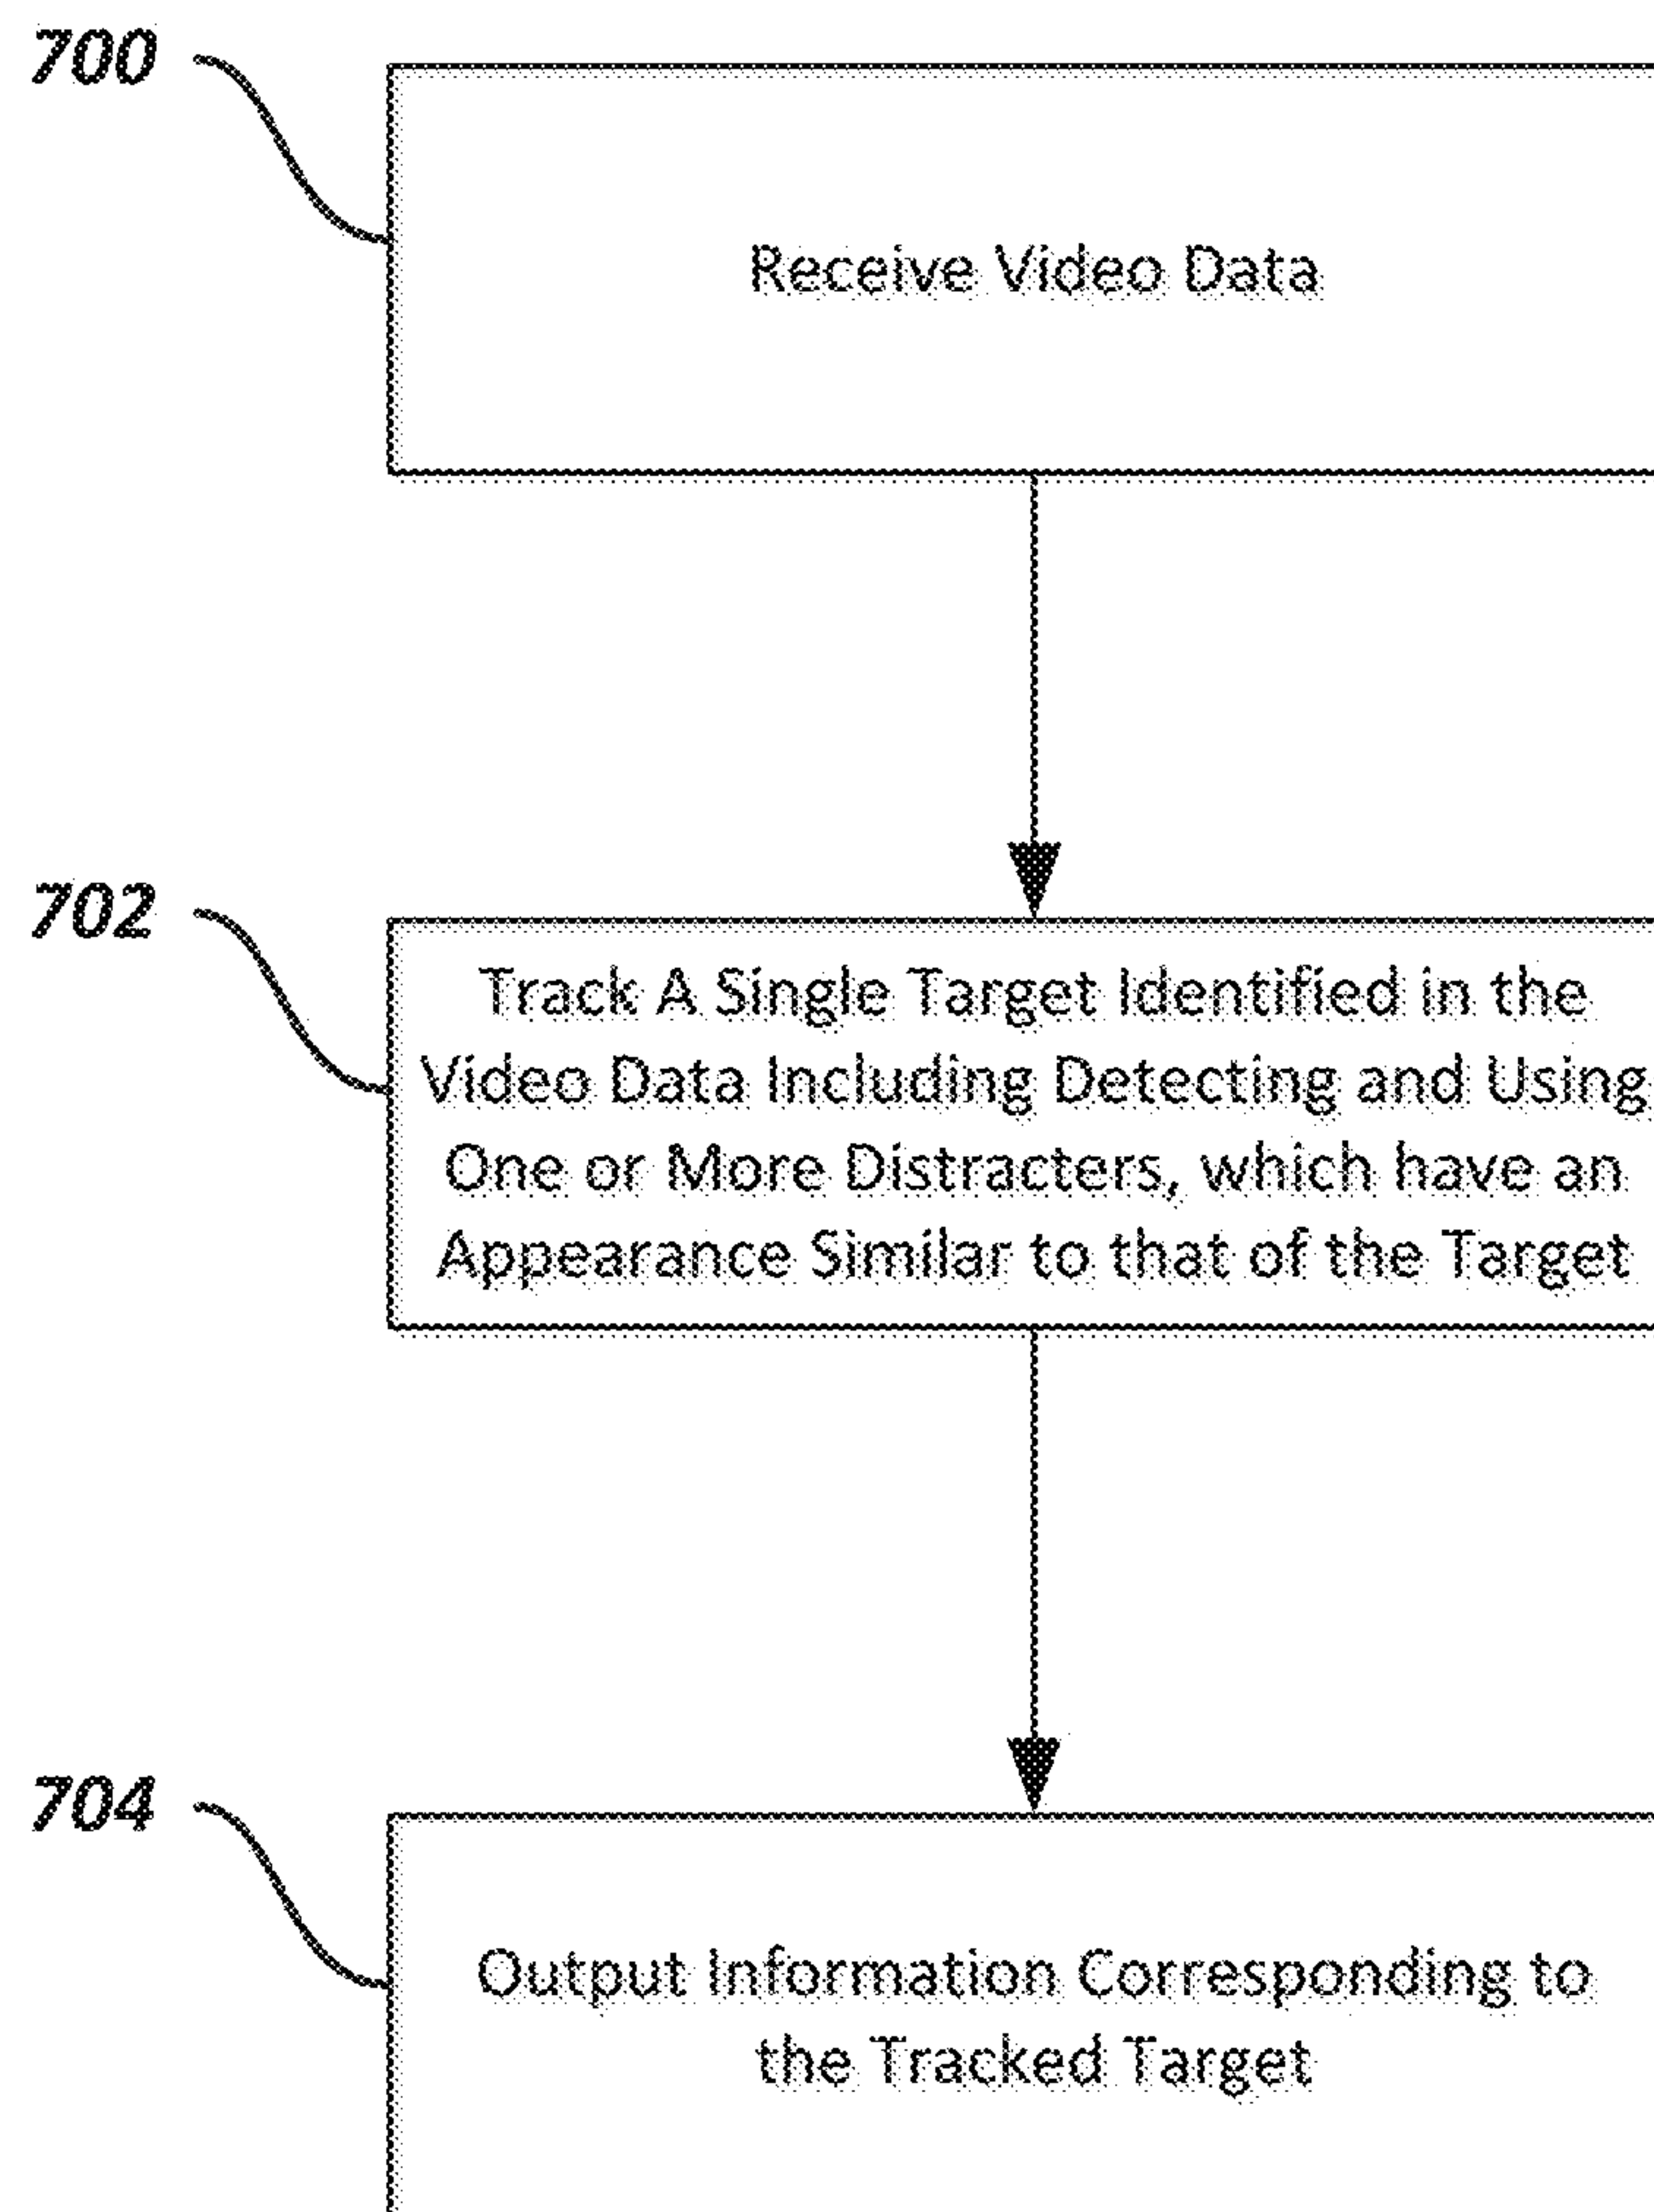 700
Receive Video Data
702
Track A Single Target Identified in the
Video Data Including Detecting and Using
One or More Distracters, which have an
Appearance Similar to that of the Target
704
Output Information Corresponding to
the Tracked Target